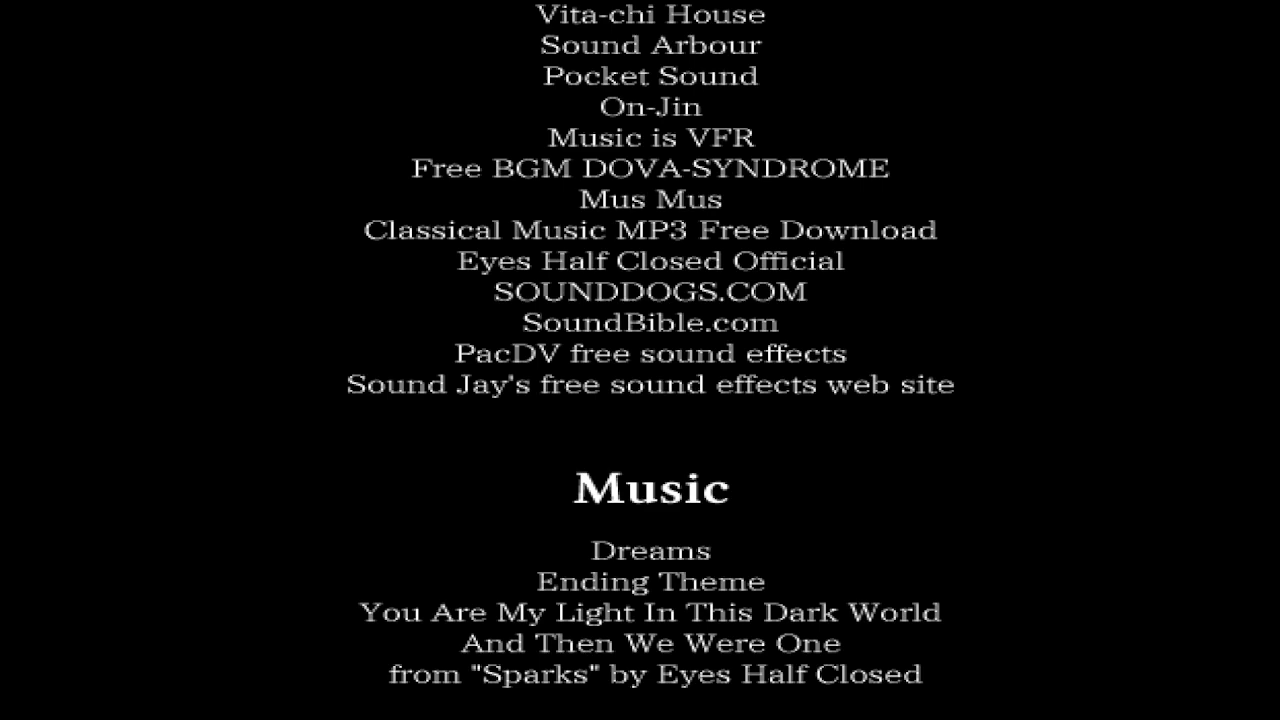 Vita-chi House
Sound Arbour
Pocket Sound
On-Jin
Music is VFR
Free BGM DOVA-SYNDROME
Mus Mus
Classical Music MP3 Free Download
Eyes Half Closed Official
SOUNDDOGS.COM
SoundBible.com
PacDV free sound effects
Sound Jay's free sound effects web site
Music
Dreams
Ending Theme
You Are My Light In This Dark World
And Then We Were One
from "Sparks" by Eyes Half Closed